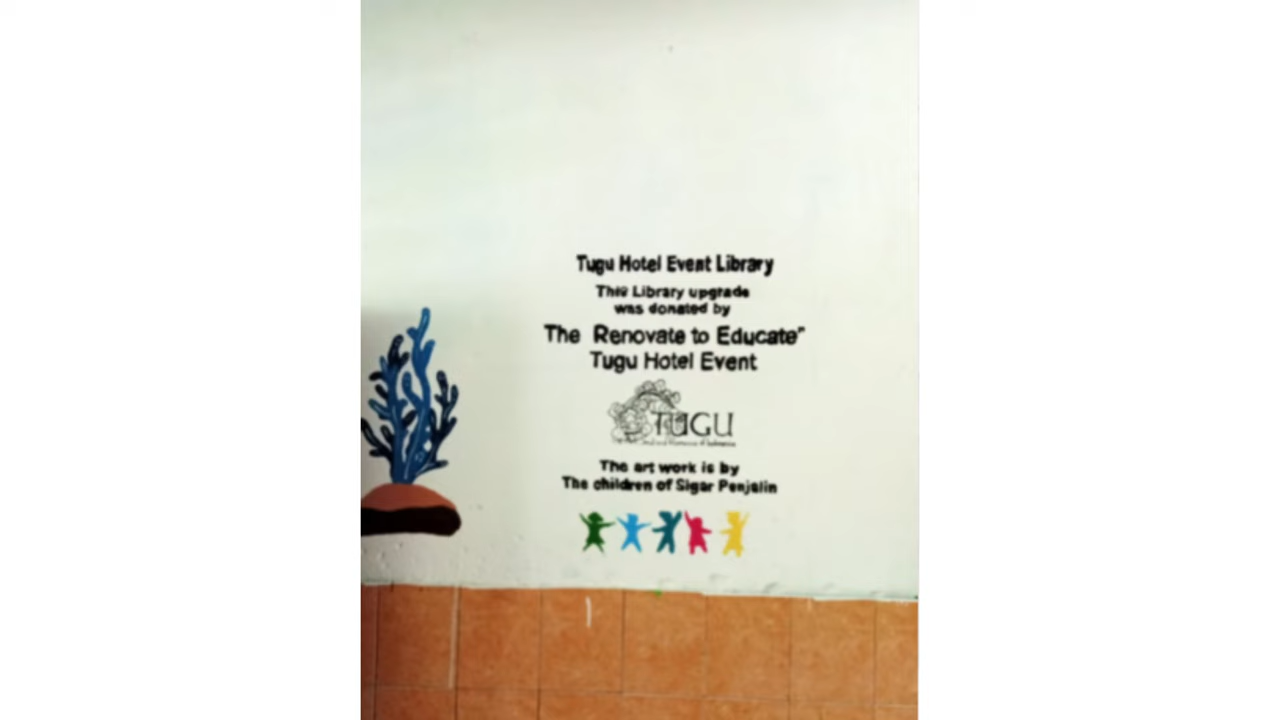 Tugu Hotel Event Library
This Library upgrade
was donated by
The Renovate to Educate"
Tugu Hotel Event
TUGU
The art work is by
The children of Sigar Penjalin